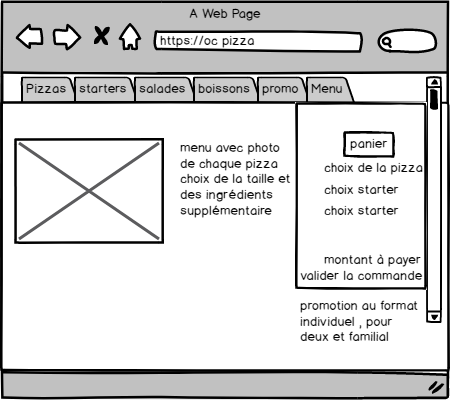 A Web Page
https://oc pizza
Pizzas starters salades boissons promo Menu
menu avec photo
de chaque pizza
choix de la taille et
des ingrédients
supplémentaire
panier
choix de la pizza
choix starter
choix starter
montant à payer
valider la commande
promotion au format
individuel , pour
deux et familial